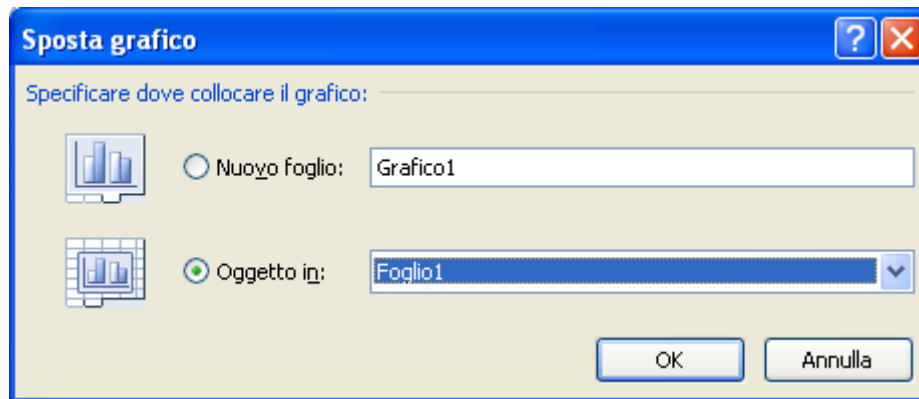 Sposta grafico
Specificare dove collocare il grafico:
Nuovo foglio: Grafico1
Oggetto in: Foglio1
OK Annulla